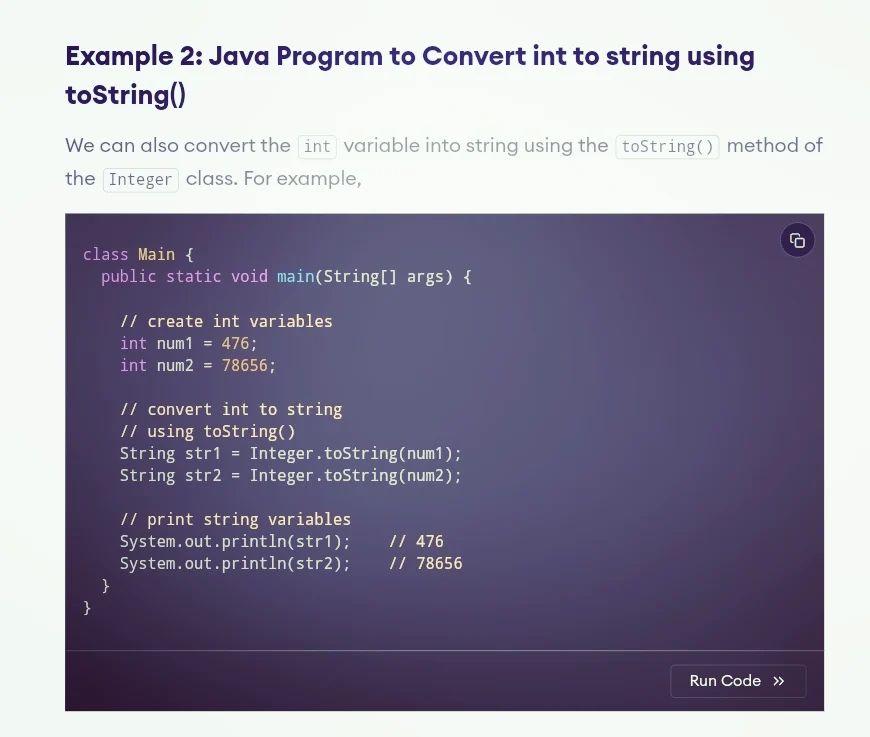 Example 2: Java Program to Convert int to string using
toString()
We can also convert the int variable into string using the toString() method of
the Integer class. For example,
class Main {
  public static void main(String[] args) {
    // create int variables
    int num1 = 476;
    int num2 = 78656;
    // convert int to string
    // using toString()
    String str1 = Integer.toString(num1);
    String str2 = Integer.toString(num2);
    // print string variables
    System.out.println(str1);    // 476
    System.out.println(str2);    // 78656
  }
}
Run Code »